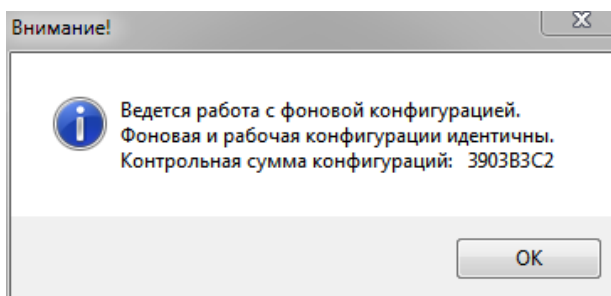 Внимание!
Ведется работа с фоновой конфигурацией.
Фоновая и рабочая конфигурации идентичны.
Контрольная сумма конфигураций: 3903B3C2
OK